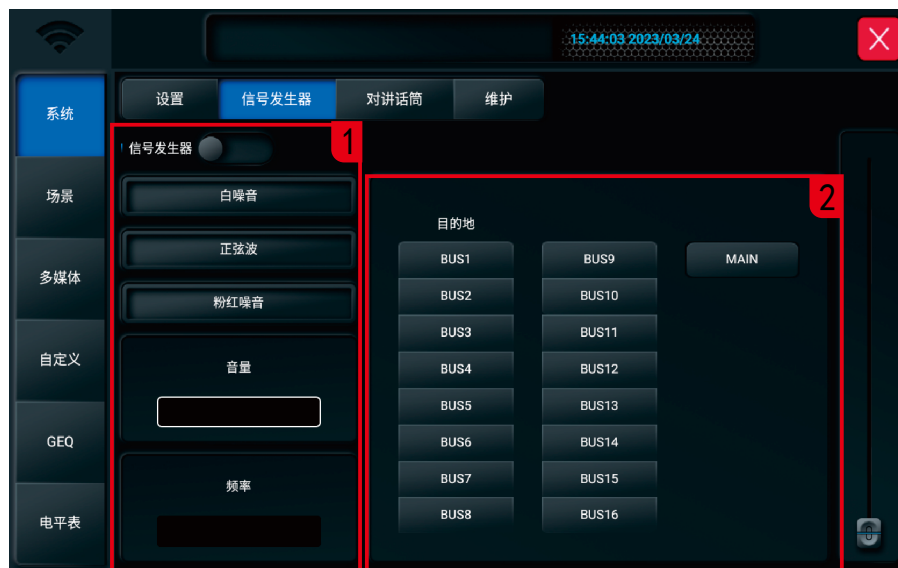 15:44:03 2023/03/24
系统
设置
信号发生器
对讲话筒
维护
信号发生器
1
场景
白噪音
2
目的地
正弦波
BUS1
BUS9
MAIN
多媒体
粉红噪音
BUS2
BUS10
BUS3
BUS11
自定义
音量
BUS4
BUS12
BUS5
BUS13
GEQ
BUS6
BUS14
频率
BUS7
BUS15
电平表
BUS8
BUS16
0